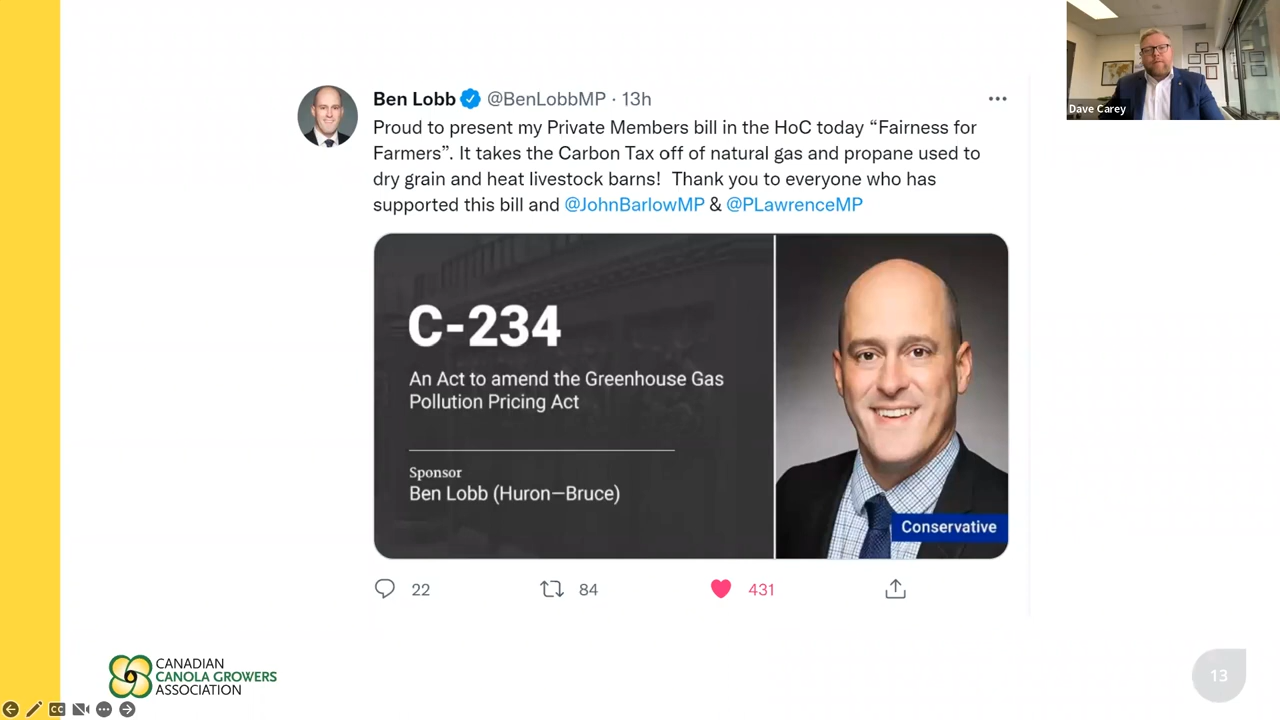 Ben Lobb @BenLobbMP · 13h
Proud to present my Private Members bill in the HoC today “Fairness for
Farmers”. It takes the Carbon Tax off of natural gas and propane used to
dry grain and heat livestock barns!  Thank you to everyone who has
supported this bill and @JohnBarlowMP & @PLawrenceMP
C-234
An Act to amend the Greenhouse Gas
Pollution Pricing Act
Sponsor
Ben Lobb (Huron—Bruce)
Conservative
22 84 431
Dave Carey
CANADIAN
CANOLA GROWERS
ASSOCIATION
13
CC